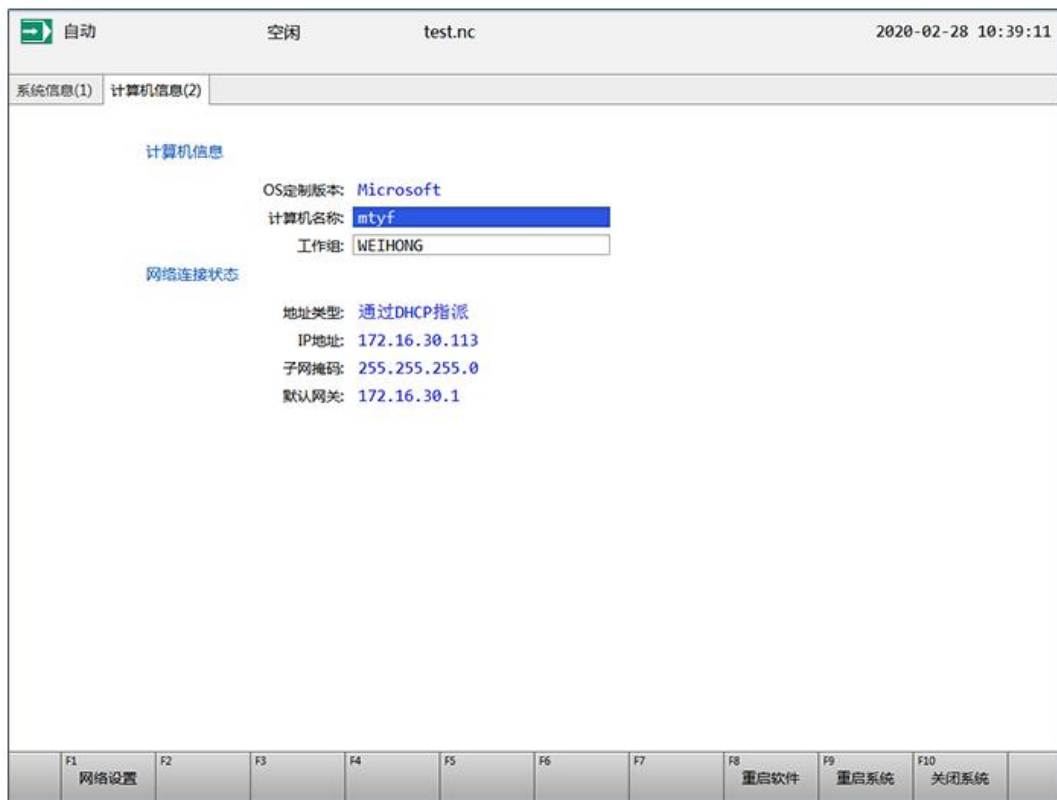 自动 空闲 test.nc 2020-02-28 10:39:11
系统信息(1) 计算机信息(2)
计算机信息
OS定制版本: Microsoft
计算机名称: mtyf
工作组: WEIHONG
网络连接状态
地址类型: 通过DHCP指派
IP地址: 172.16.30.113
子网掩码: 255.255.255.0
默认网关: 172.16.30.1
F1 F2 F3 F4 F5 F6 F7 F8 F9 F10
网络设置 重启软件 重启系统 关闭系统